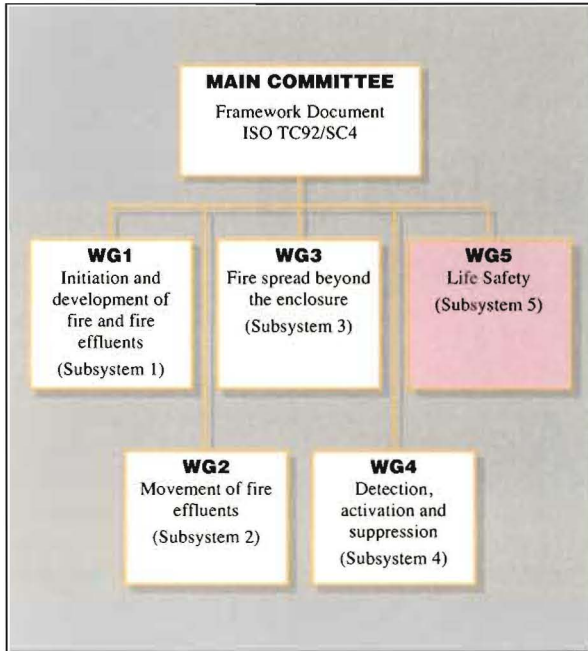 MAIN COMMITTEE
Framework Document
ISO TC92/SC4
WG1
Initiation and
development of
fire and fire
effluents
(Subsystem 1)
WG3
Fire spread beyond
the enclosure
(Subsystem 3)
WG5
Life Safety
(Subsystem 5)
WG2
Movement of fire
effluents
(Subsystem 2)
WG4
Detection,
activation and
suppression
(Subsystem 4)